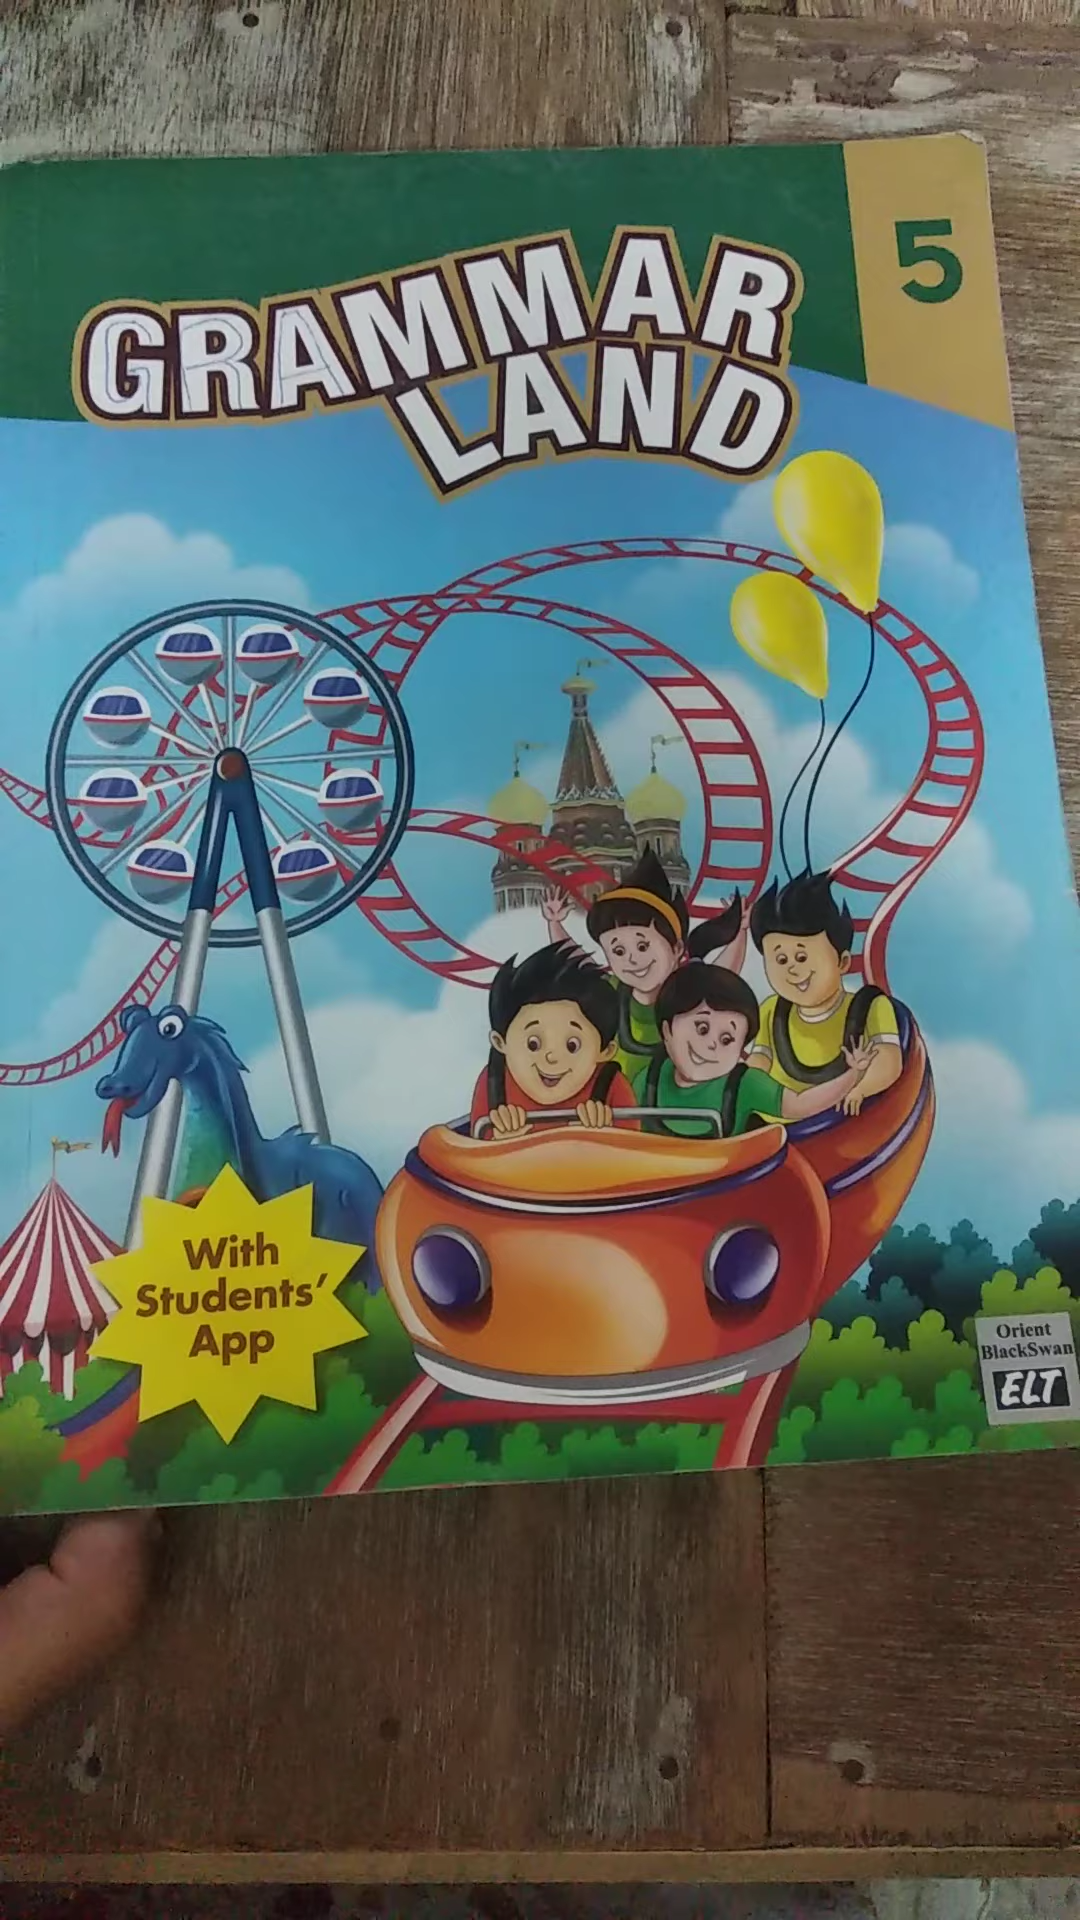 5
GRAMMAR
LAND
With
Students'
App
Orient
BlackSwan
ELT